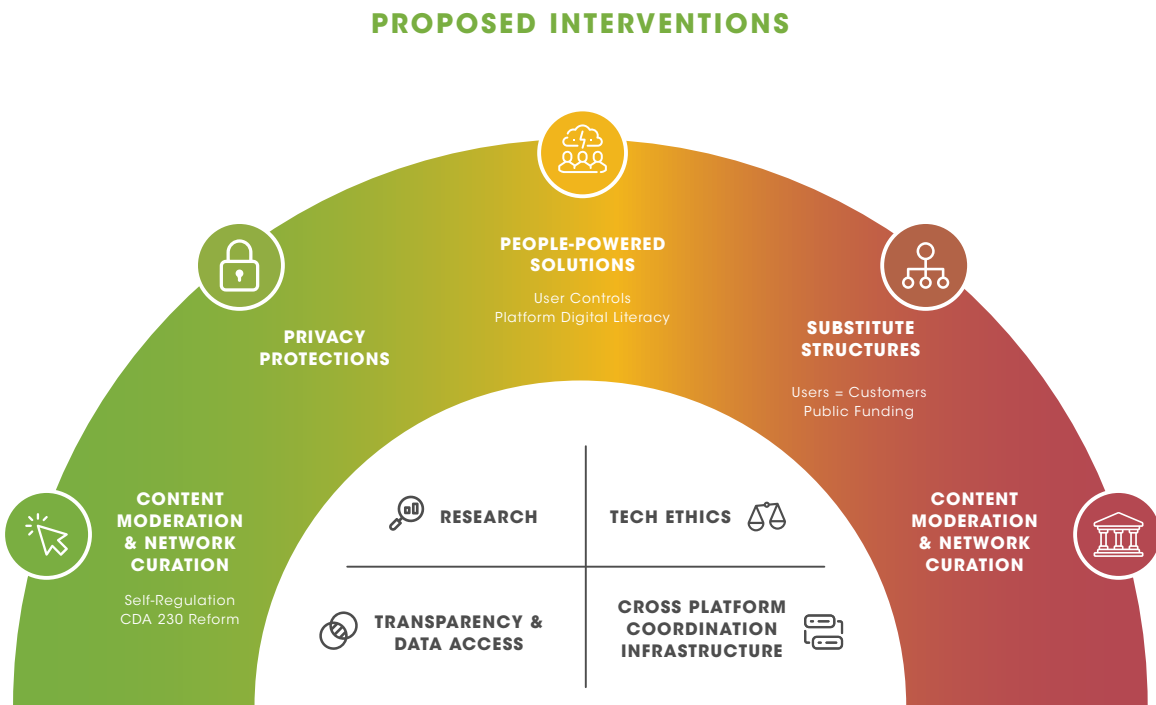 PROPOSED INTERVENTIONS
CONTENT
MODERATION
& NETWORK
CURATION
Self-Regulation
CDA 230 Reform
PRIVACY
PROTECTIONS
PEOPLE-POWERED
SOLUTIONS
User Controls
Platform Digital Literacy
SUBSTITUTE
STRUCTURES
Users = Customers
Public Funding
CONTENT
MODERATION
& NETWORK
CURATION
RESEARCH
TECH ETHICS
TRANSPARENCY &
DATA ACCESS
CROSS PLATFORM
COORDINATION
INFRASTRUCTURE